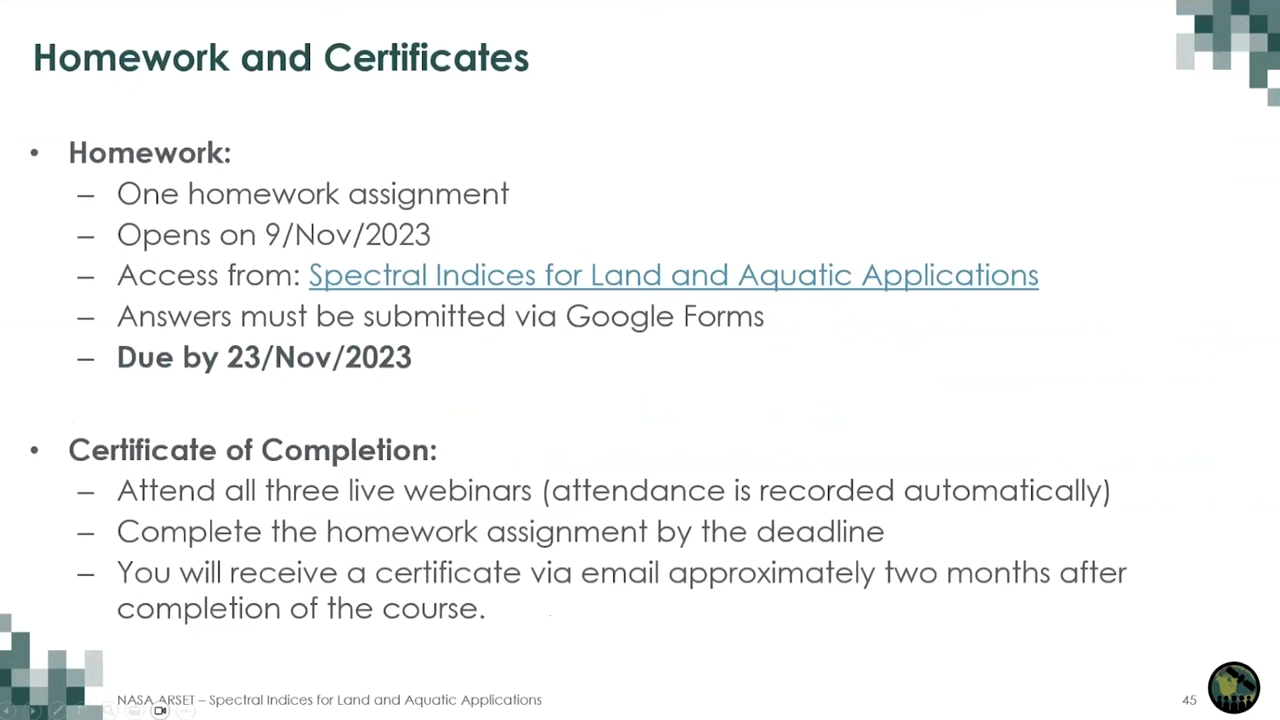 Homework and Certificates
• Homework:
– One homework assignment
– Opens on 9/Nov/2023
– Access from: Spectral Indices for Land and Aquatic Applications
– Answers must be submitted via Google Forms
– Due by 23/Nov/2023
• Certificate of Completion:
– Attend all three live webinars (attendance is recorded automatically)
– Complete the homework assignment by the deadline
– You will receive a certificate via email approximately two months after
completion of the course.
NASA ARSET – Spectral Indices for Land and Aquatic Applications
45